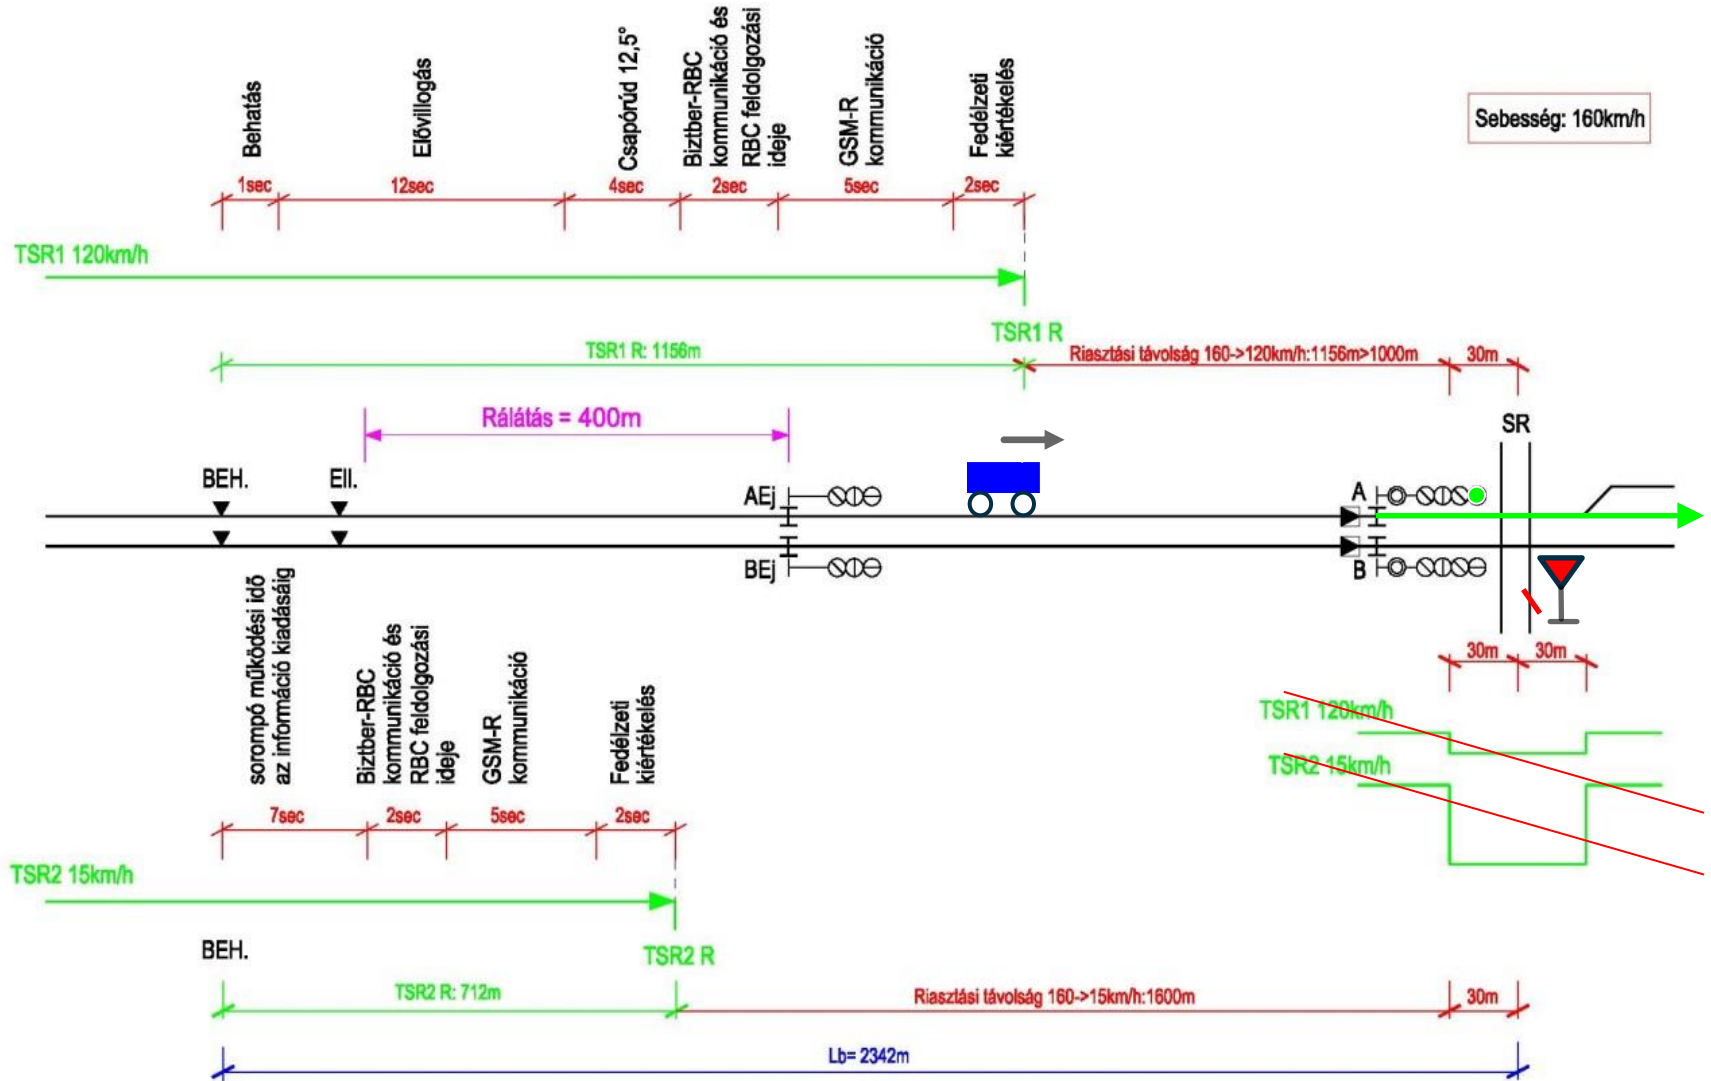 Behatás
Elővillogás
Csapórúd 12,5°
Biztber-RBC
kommunikáció és
RBC feldolgozási
ideje
GSM-R
kommunikáció
Fedélzeti
kiértékelés
Sebesség: 160km/h
1sec
12sec
4sec
2sec
5sec
2sec
TSR1 120km/h
TSR1 R
TSR1 R: 1156m
Riasztási távolság 160->120km/h:1156m>1000m
30m
Rálátás = 400m
SR
BEH.
Ell.
AEj
A
BEj
B
sorompó működési idő
az információ kiadásáig
Biztber-RBC
kommunikáció és
RBC feldolgozási
ideje
GSM-R
kommunikáció
Fedélzeti
kiértékelés
30m
30m
TSR1 120km/h
TSR2 15km/h
7sec
2sec
5sec
2sec
TSR2 15km/h
BEH.
TSR2 R
TSR2 R: 712m
Riasztási távolság 160->15km/h:1600m
30m
Lb= 2342m